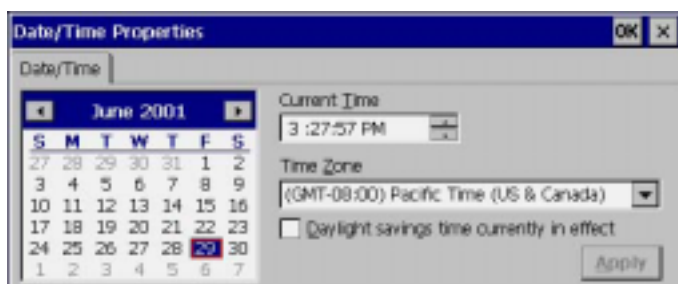 Date/Time Properties OK ×
Date/Time
June 2001
S M T W T F S
27 28 29 30 31 1 2
3 4 5 6 7 8 9
10 11 12 13 14 15 16
17 18 19 20 21 22 23
24 25 26 27 28 29 30
1 2 3 4 5 6 7
Current Time
3 :27:57 PM
Time Zone
(GMT-08:00) Pacific Time (US & Canada)
Daylight savings time currently in effect
Apply